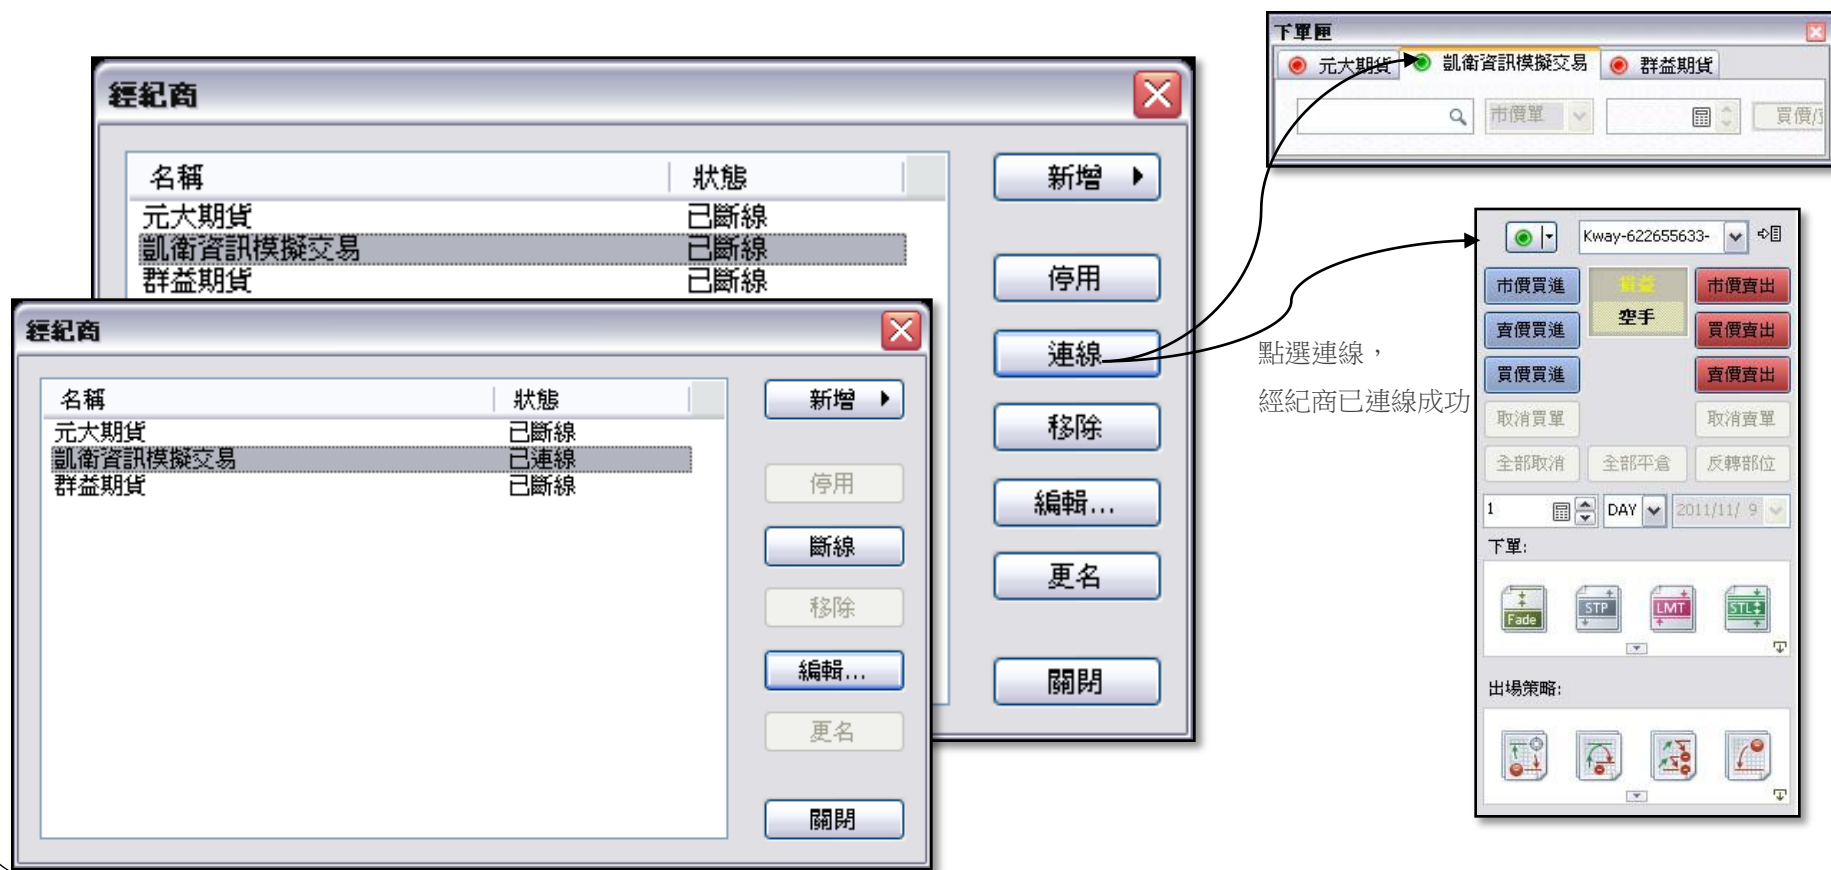 下單匣
元大期貨 凱衛資訊模擬交易 群益期貨
市價單 買價/
經紀商
名稱 狀態
元大期貨 已斷線
凱衛資訊模擬交易 已斷線
群益期貨 已斷線
新增
停用
連線
移除
編輯...
更名
關閉
經紀商
名稱 狀態
元大期貨 已斷線
凱衛資訊模擬交易 已連線
群益期貨 已斷線
新增
停用
斷線
移除
編輯...
更名
關閉
點選連線，
經紀商已連線成功
Kway-622655633-
市價買進 損益 市價賣出
賣價買進 空手 買價賣出
買價買進 賣價賣出
取消買單 取消賣單
全部取消 全部平倉 反轉部位
1 DAY 2011/11/ 9
下單:
Fade STP LMT STL
出場策略: